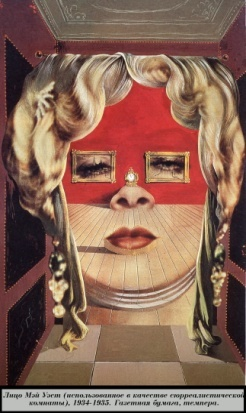 Лицо Мэй Уэст (использованное в качестве сюрреалистической
комнаты), 1934-1935. Газетная бумага, темпера.